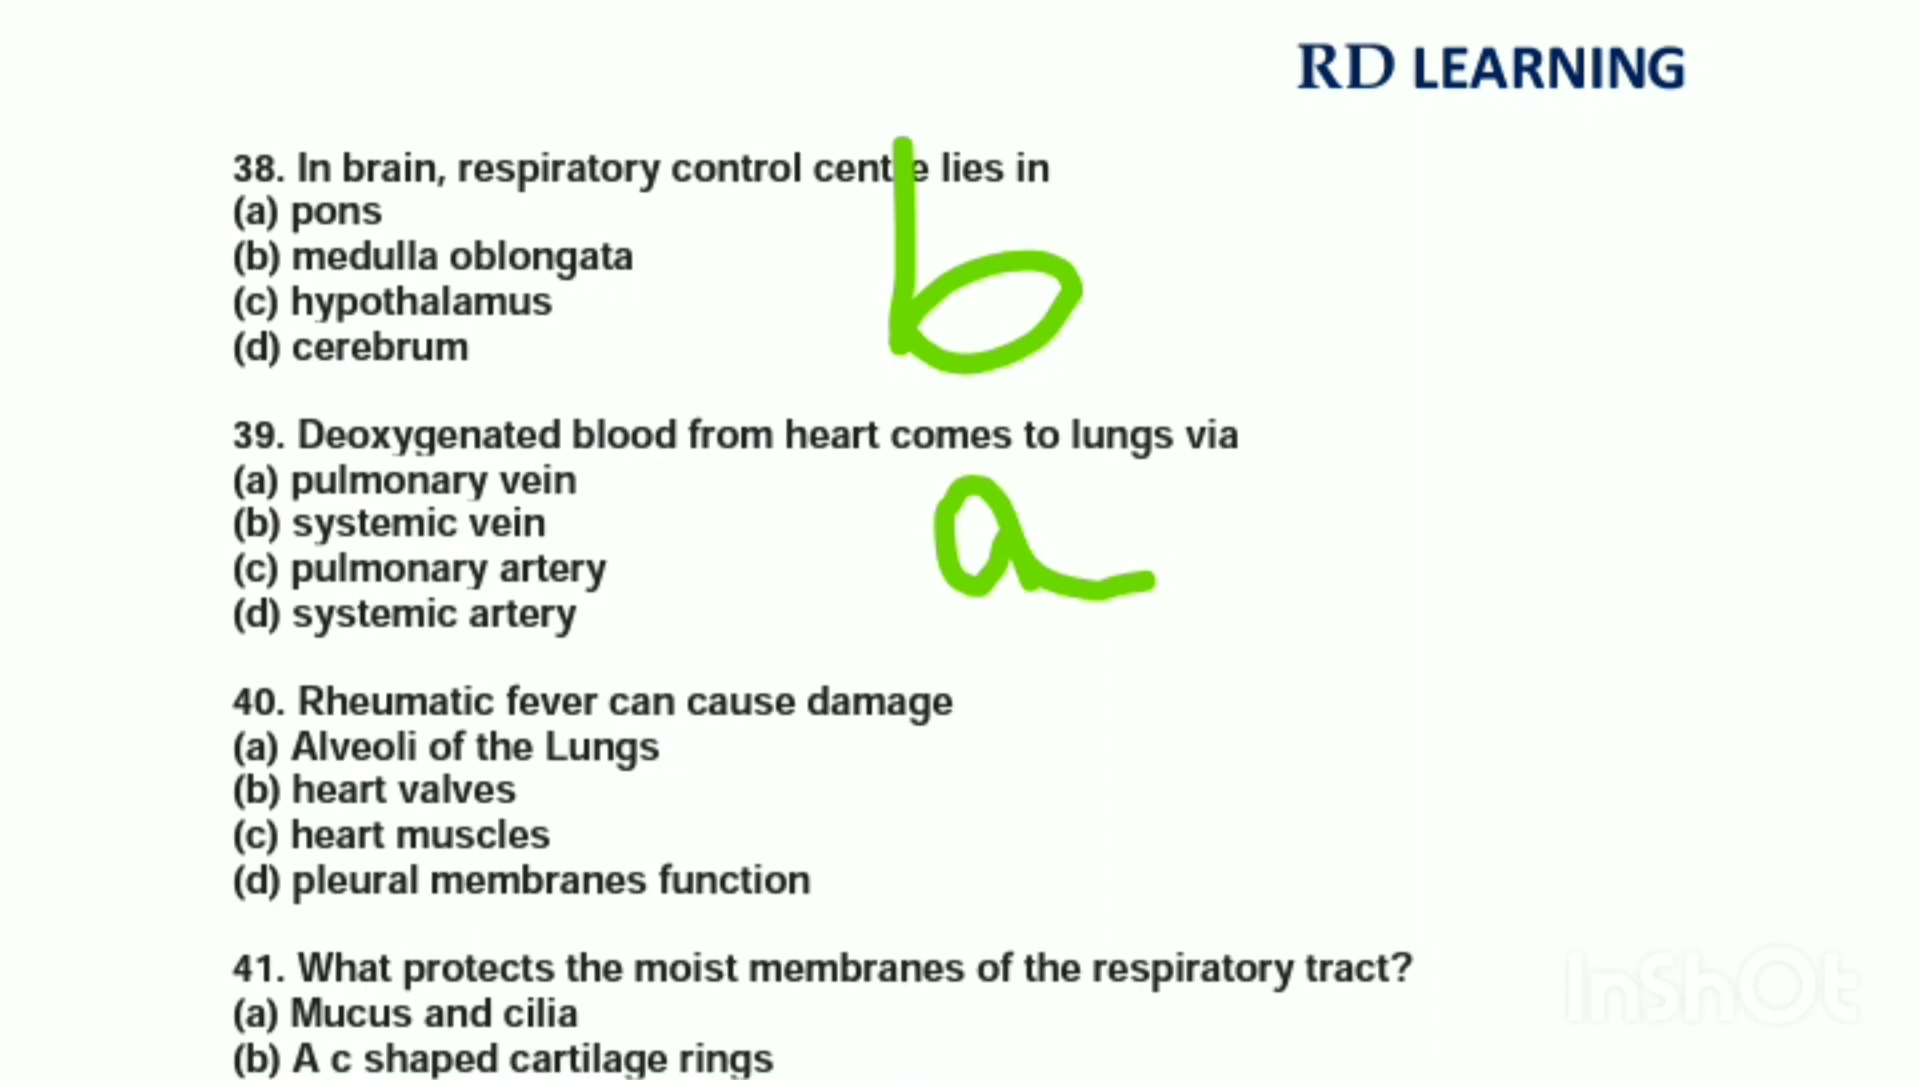 RD LEARNING
38. In brain, respiratory control centre lies in
(a) pons
(b) medulla oblongata
(c) hypothalamus
(d) cerebrum
b
39. Deoxygenated blood from heart comes to lungs via
(a) pulmonary vein
(b) systemic vein
(c) pulmonary artery
(d) systemic artery
a
40. Rheumatic fever can cause damage
(a) Alveoli of the Lungs
(b) heart valves
(c) heart muscles
(d) pleural membranes function
41. What protects the moist membranes of the respiratory tract?
(a) Mucus and cilia
(b) A c shaped cartilage rings
InShOt